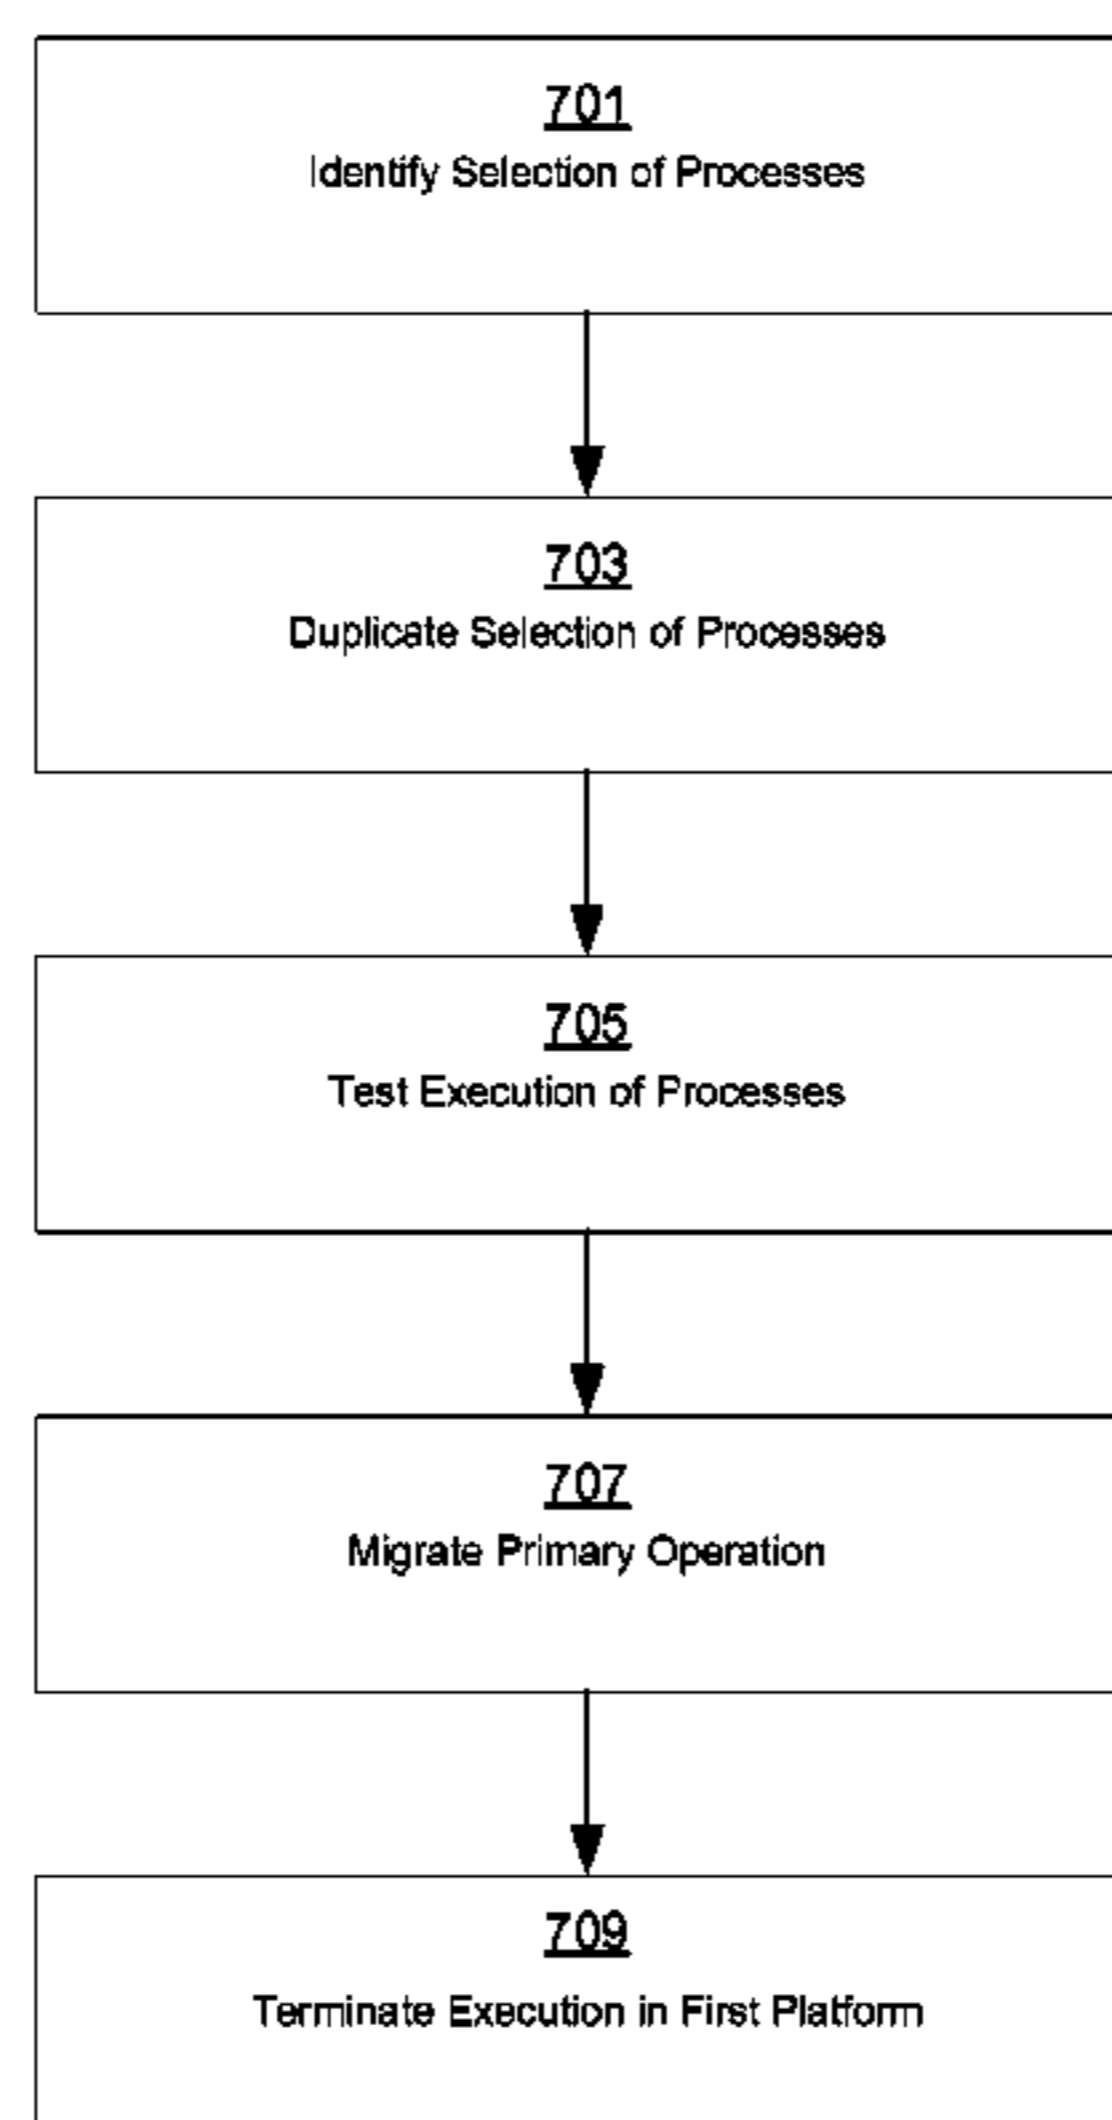 701
Identify Selection of Processes
703
Duplicate Selection of Processes
705
Test Execution of Processes
707
Migrate Primary Operation
709
Terminate Execution in First Platform